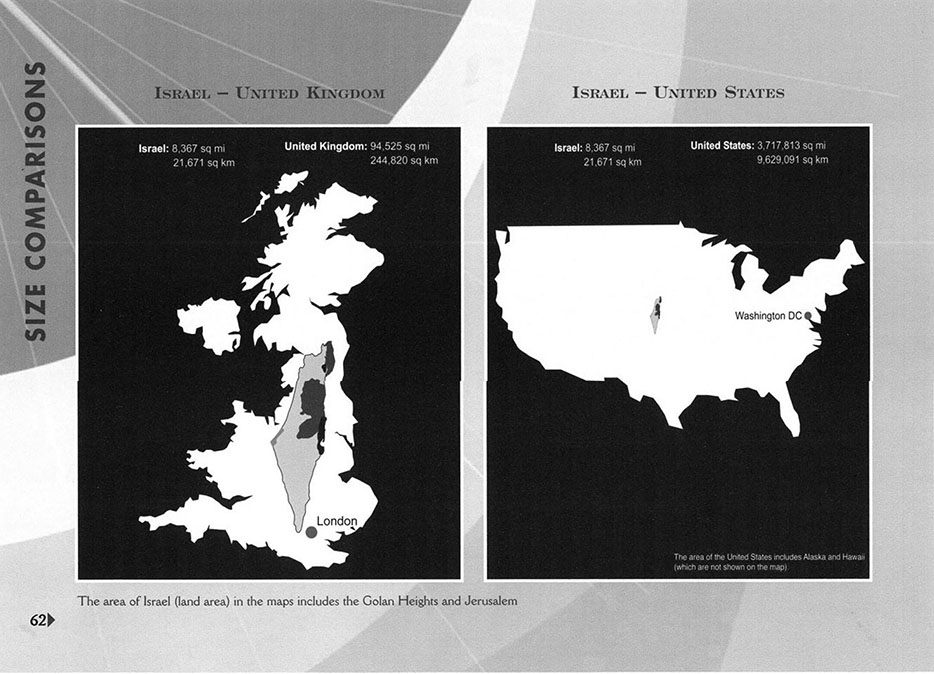 SIZE COMPARISONS
ISRAEL – UNITED KINGDOM
Israel: 8,367 sq mi
21,671 sq km
United Kingdom: 94,525 sq mi
244,820 sq km
London
ISRAEL – UNITED STATES
Israel: 8,367 sq mi
21,671 sq km
United States: 3,717,813 sq mi
9,629,091 sq km
Washington DC
The area of the United States includes Alaska and Hawaii
(which are not shown on the map)
The area of Israel (land area) in the maps includes the Golan Heights and Jerusalem
62